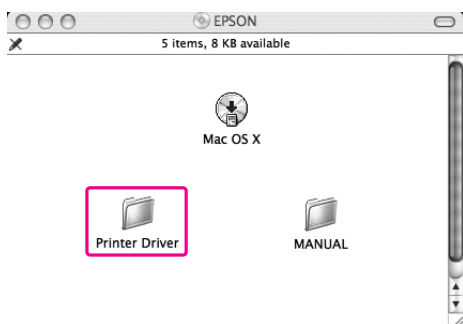 EPSON
5 items, 8 KB available
Mac OS X
Printer Driver
MANUAL